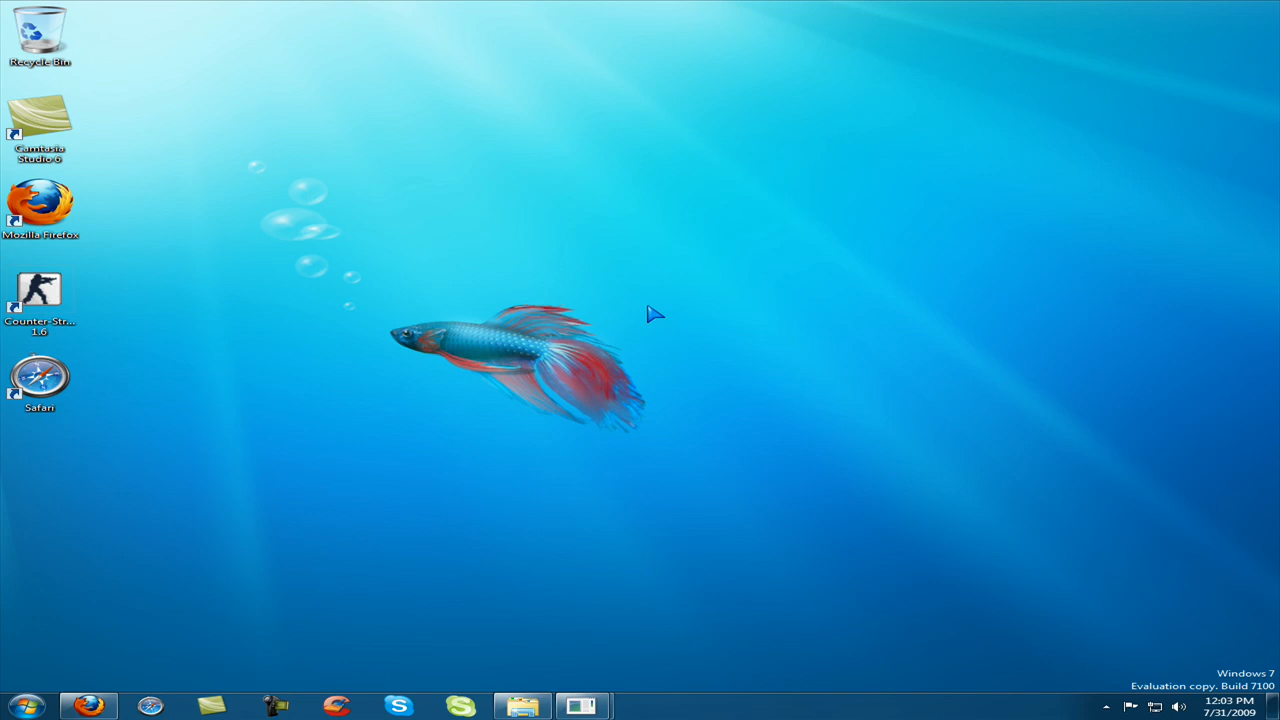 Recycle Bin
Camtasia
Studio 6
Mozilla Firefox
Counter-Str...
1.6
Safari
Windows 7
Evaluation copy. Build 7100
12:03 PM
7/31/2009